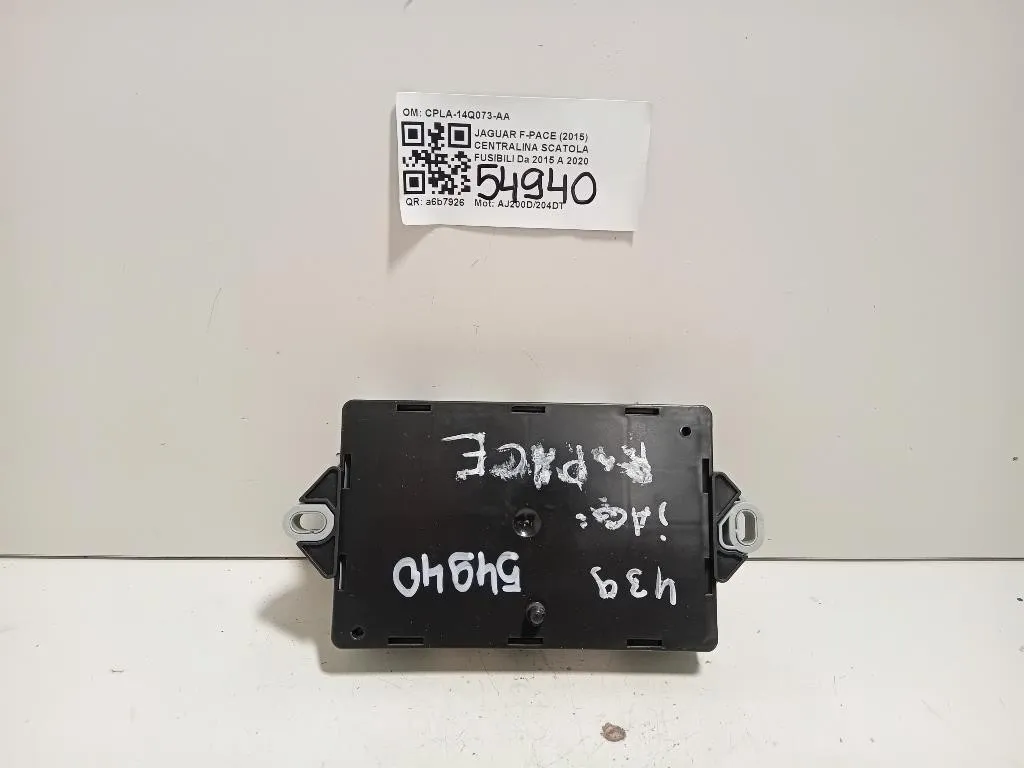 OM: CPLA-14Q073-AA
JAGUAR F-PACE (2015)
CENTRALINA SCATOLA
FUSIBILI Da 2015 A 2020
54940
QR: a6b7926 Mot: AJ200D/204DT
54940
439